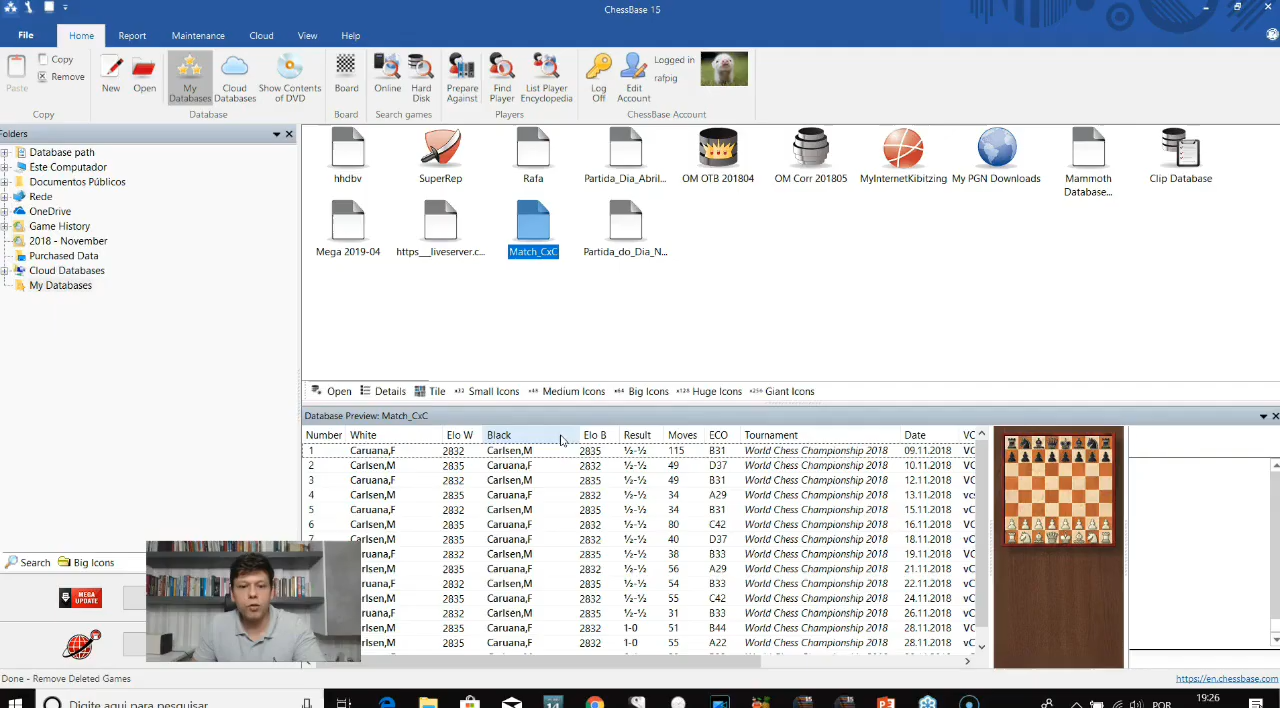 ChessBase 15
File Home Report Maintenance Cloud View Help
Paste Copy Remove New Open My Databases Cloud Databases Show Contents of DVD Board Online Hard Disk Prepare Against Find Player List Player Encyclopedia Log Off Edit Account Logged in rafpig
Copy Database Board Search games Players ChessBase Account
Folders
Database path
Este Computador
Documentos Públicos
Rede
OneDrive
Game History
2018 - November
Purchased Data
Cloud Databases
My Databases
hhdbv SuperRep Rafa Partida_Dia_Abril... OM OTB 201804 OM Corr 201805 MyInternetKibitzing My PGN Downloads Mammoth Database... Clip Database
Mega 2019-04 https__liveserver.c... Match_CxC Partida_do_Dia_N...
Open Details Tile x32 Small Icons x48 Medium Icons x64 Big Icons x128 Huge Icons x256 Giant Icons
Database Preview: Match_CxC
Number White Elo W Black Elo B Result Moves ECO Tournament Date VC
1 Caruana,F 2832 Carlsen,M 2835 ½-½ 115 B31 World Chess Championship 2018 09.11.2018
2 Carlsen,M 2835 Caruana,F 2832 ½-½ 49 D37 World Chess Championship 2018 10.11.2018
3 Caruana,F 2832 Carlsen,M 2835 ½-½ 49 B31 World Chess Championship 2018 12.11.2018
4 Carlsen,M 2835 Caruana,F 2832 ½-½ 34 A29 World Chess Championship 2018 13.11.2018
5 Caruana,F 2832 Carlsen,M 2835 ½-½ 34 B31 World Chess Championship 2018 15.11.2018
6 Carlsen,M 2835 Caruana,F 2832 ½-½ 80 C42 World Chess Championship 2018 16.11.2018
7 Carlsen,M 2835 Caruana,F 2832 ½-½ 40 D37 World Chess Championship 2018 18.11.2018
ruana,F 2832 Carlsen,M 2835 ½-½ 38 B33 World Chess Championship 2018 19.11.2018
rlsen,M 2835 Caruana,F 2832 ½-½ 56 A29 World Chess Championship 2018 21.11.2018
ruana,F 2832 Carlsen,M 2835 ½-½ 54 B33 World Chess Championship 2018 22.11.2018
rlsen,M 2835 Caruana,F 2832 ½-½ 55 C42 World Chess Championship 2018 24.11.2018
ruana,F 2832 Carlsen,M 2835 ½-½ 31 B33 World Chess Championship 2018 26.11.2018
rlsen,M 2835 Caruana,F 2832 1-0 51 B44 World Chess Championship 2018 28.11.2018
rlsen,M 2835 Caruana,F 2832 1-0 55 A22 World Chess Championship 2018 28.11.2018
Search Big Icons
MEGA UPDATE
Done - Remove Deleted Games
https://en.chessbase.com
Digite aqui para pesquisar
POR
19:26